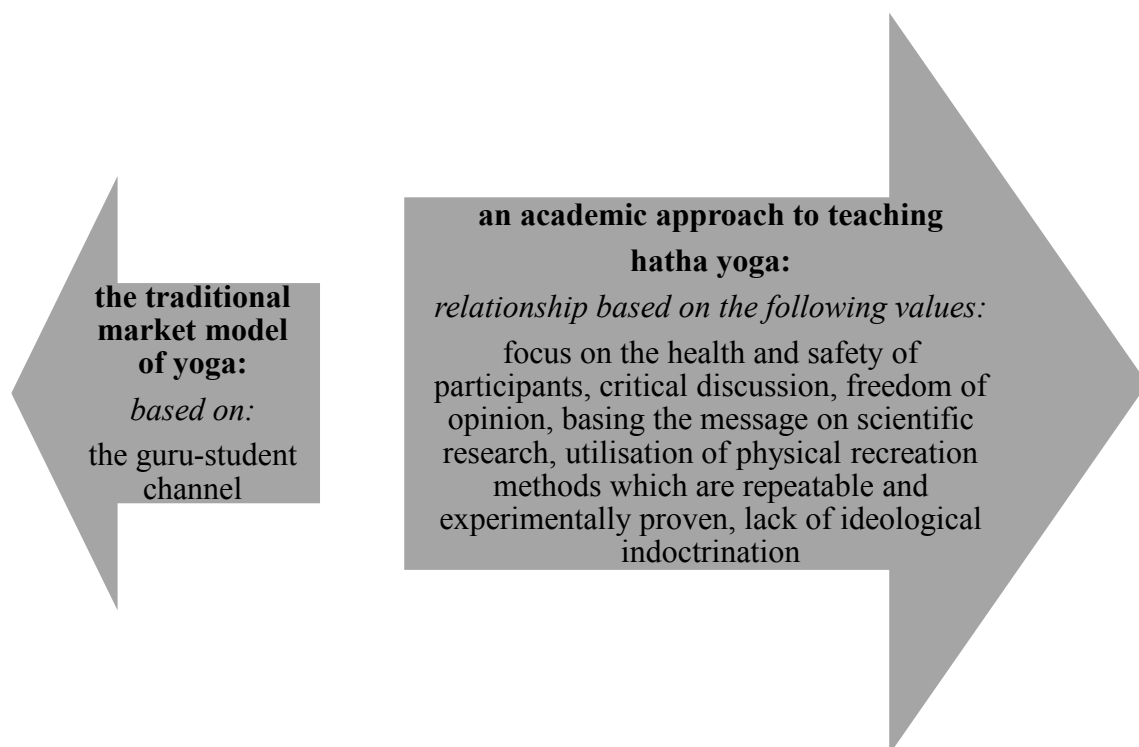 the traditional
market model
of yoga:
based on:
the guru-student
channel
an academic approach to teaching
hatha yoga:
relationship based on the following values:
focus on the health and safety of
participants, critical discussion, freedom of
opinion, basing the message on scientific
research, utilisation of physical recreation
methods which are repeatable and
experimentally proven, lack of ideological
indoctrination